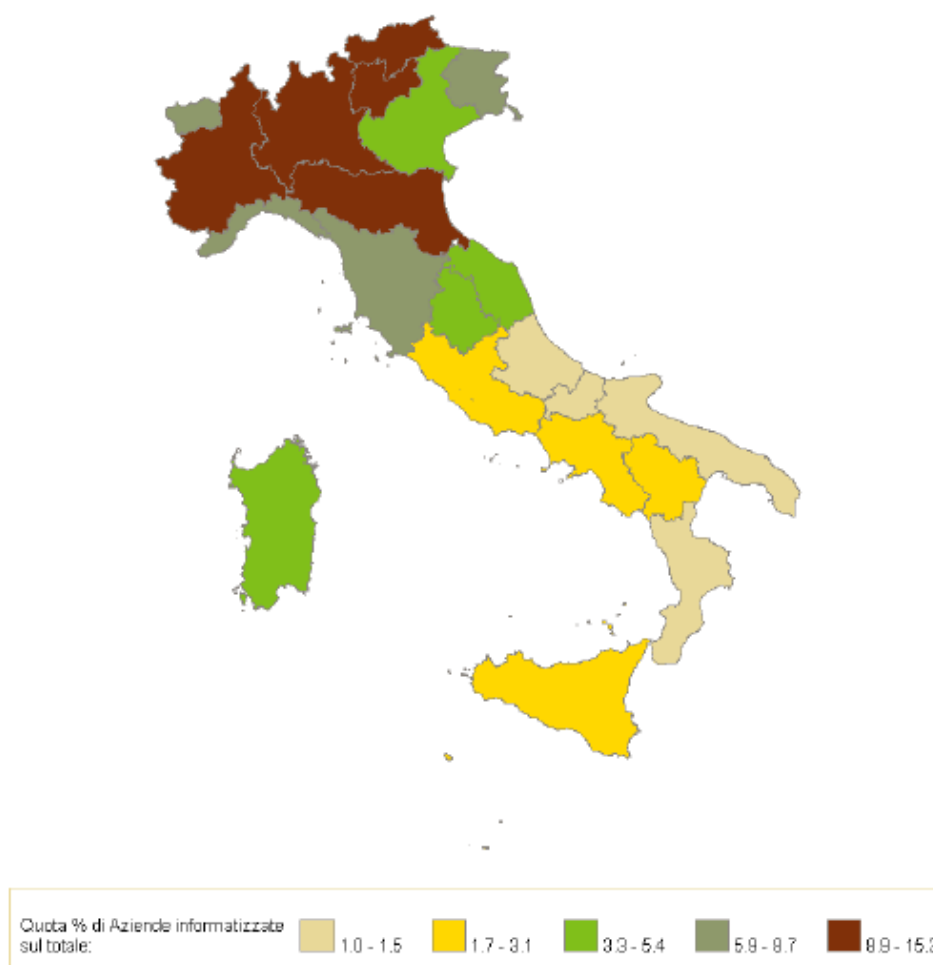 Quota % di Aziende informatizzate
sul totale:
1.0 - 1.5
1.7 - 3.1
3.3 - 5.4
5.9 - 8.7
8.9 - 15.3